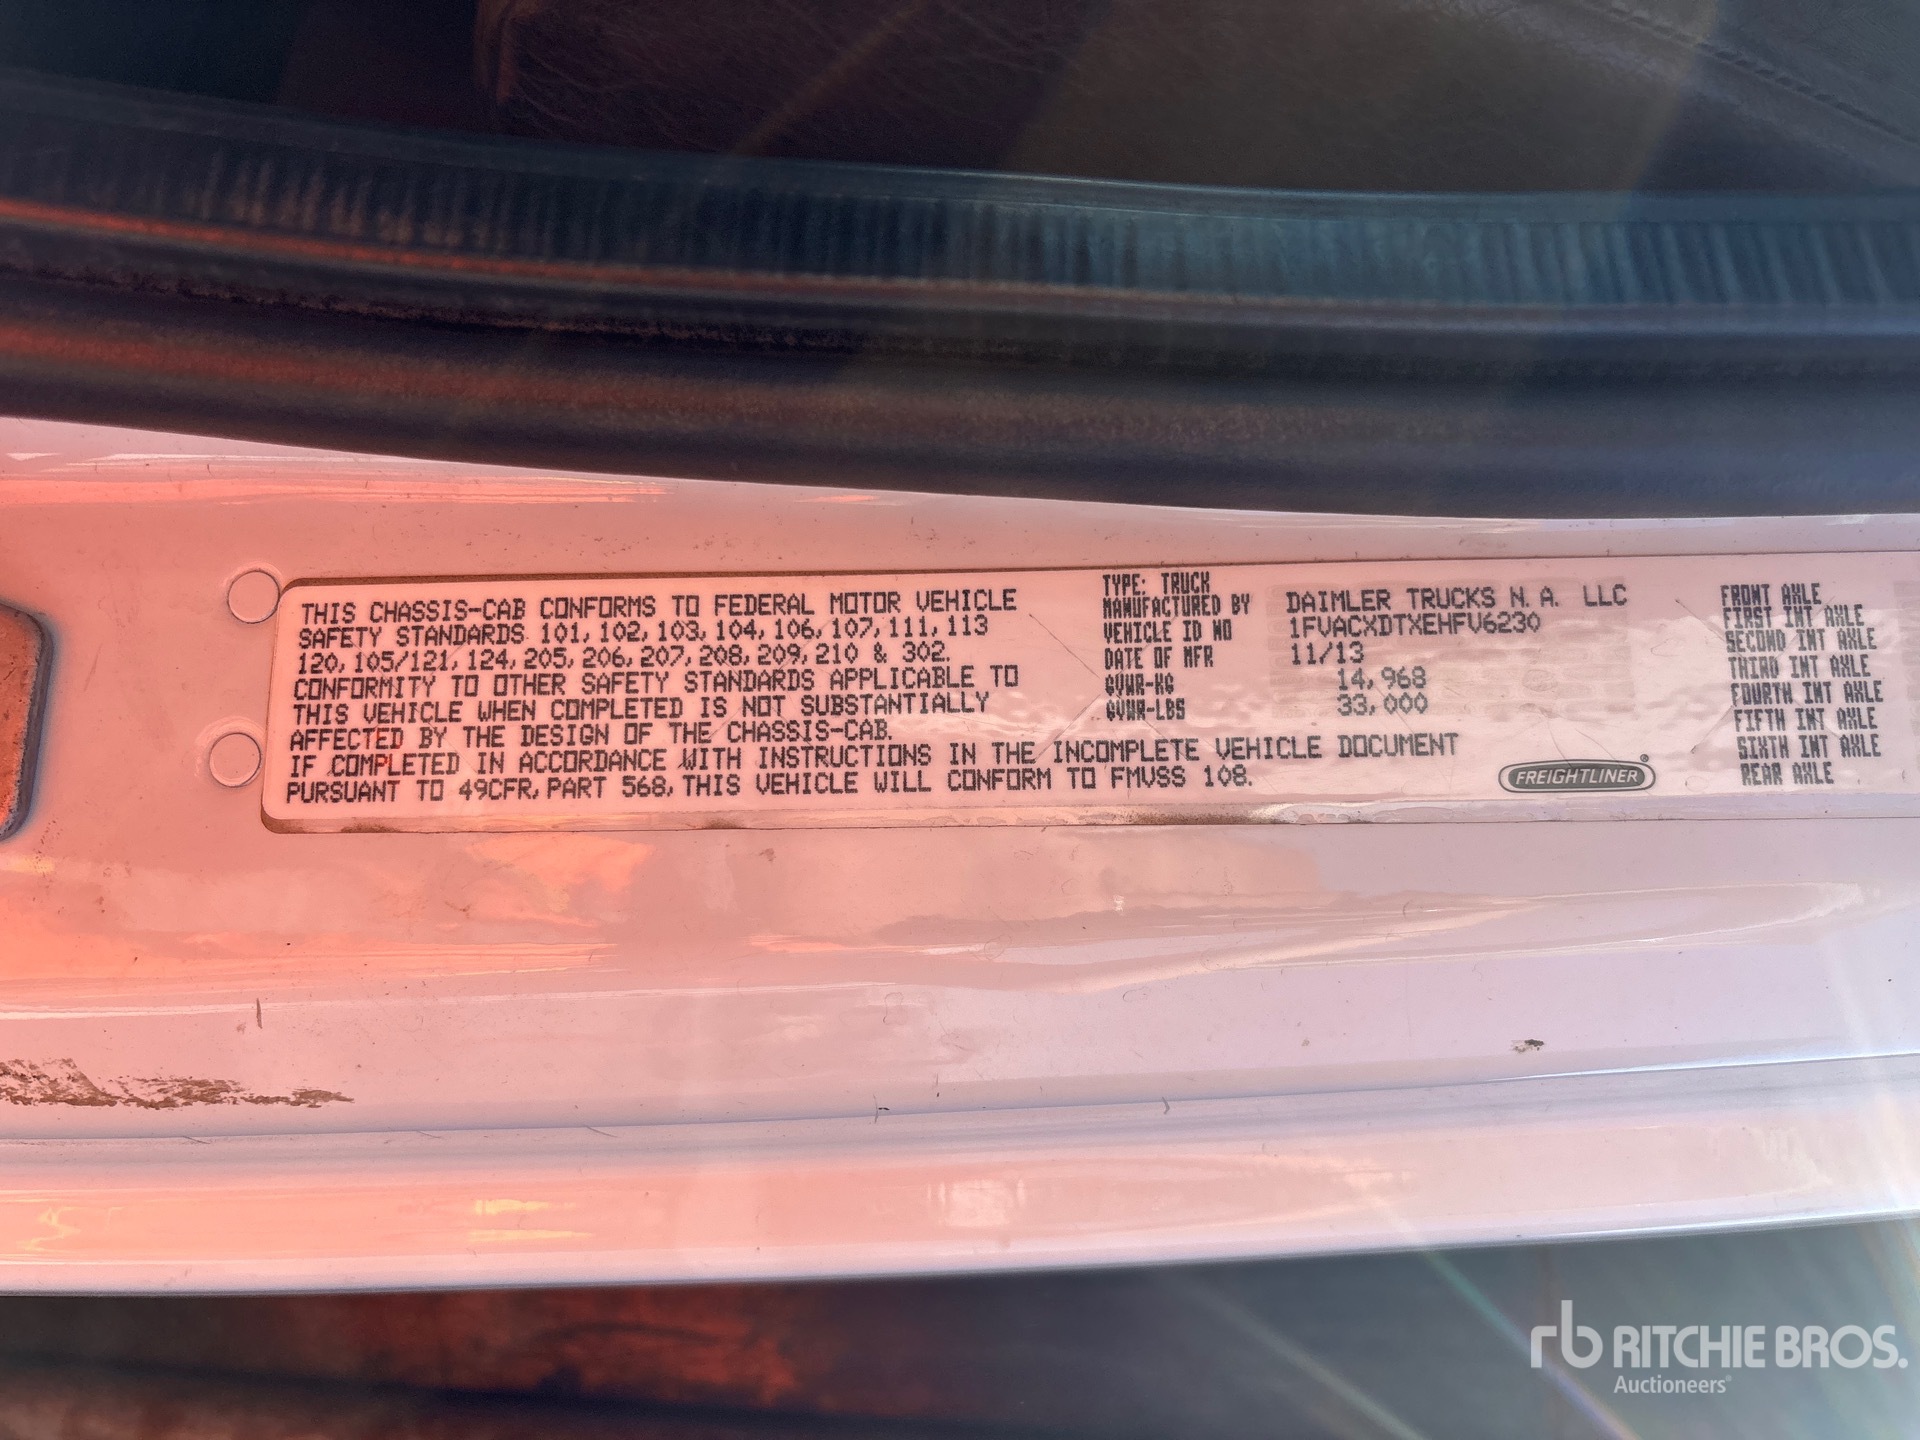 THIS CHASSIS-CAB CONFORMS TO FEDERAL MOTOR VEHICLE
SAFETY STANDARDS 101, 102, 103, 104, 106, 107, 111, 113
120, 105/121, 124, 205, 206, 207, 208, 209, 210 & 302.
CONFORMITY TO OTHER SAFETY STANDARDS APPLICABLE TO
THIS VEHICLE WHEN COMPLETED IS NOT SUBSTANTIALLY
AFFECTED BY THE DESIGN OF THE CHASSIS-CAB.
IF COMPLETED IN ACCORDANCE WITH INSTRUCTIONS IN THE INCOMPLETE VEHICLE DOCUMENT
PURSUANT TO 49CFR, PART 568, THIS VEHICLE WILL CONFORM TO FMVSS 108.
TYPE: TRUCK
MANUFACTURED BY DAIMLER TRUCKS N.A. LLC
VEHICLE ID NO 1FVACXDTXEHFV6230
DATE OF MFR 11/13
GVWR-KG 14,968
GVWR-LBS 33,000
FREIGHTLINER®
FRONT AXLE
FIRST INT AXLE
SECOND INT AXLE
THIRD INT AXLE
FOURTH INT AXLE
FIFTH INT AXLE
SIXTH INT AXLE
REAR AXLE
rb RITCHIE BROS.
Auctioneers®